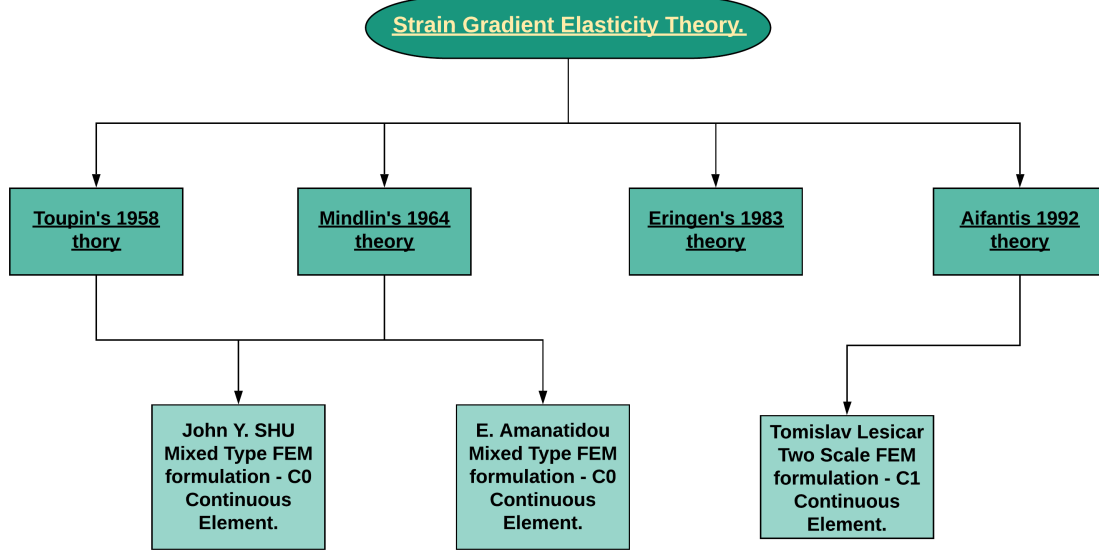 Strain Gradient Elasticity Theory.
Toupin's 1958
thory
Mindlin's 1964
theory
Eringen's 1983
theory
Aifantis 1992
theory
John Y. SHU
Mixed Type FEM
formulation - C0
Continuous
Element.
E. Amanatidou
Mixed Type FEM
formulation - C0
Continuous
Element.
Tomislav Lesicar
Two Scale FEM
formulation - C1
Continuous
Element.